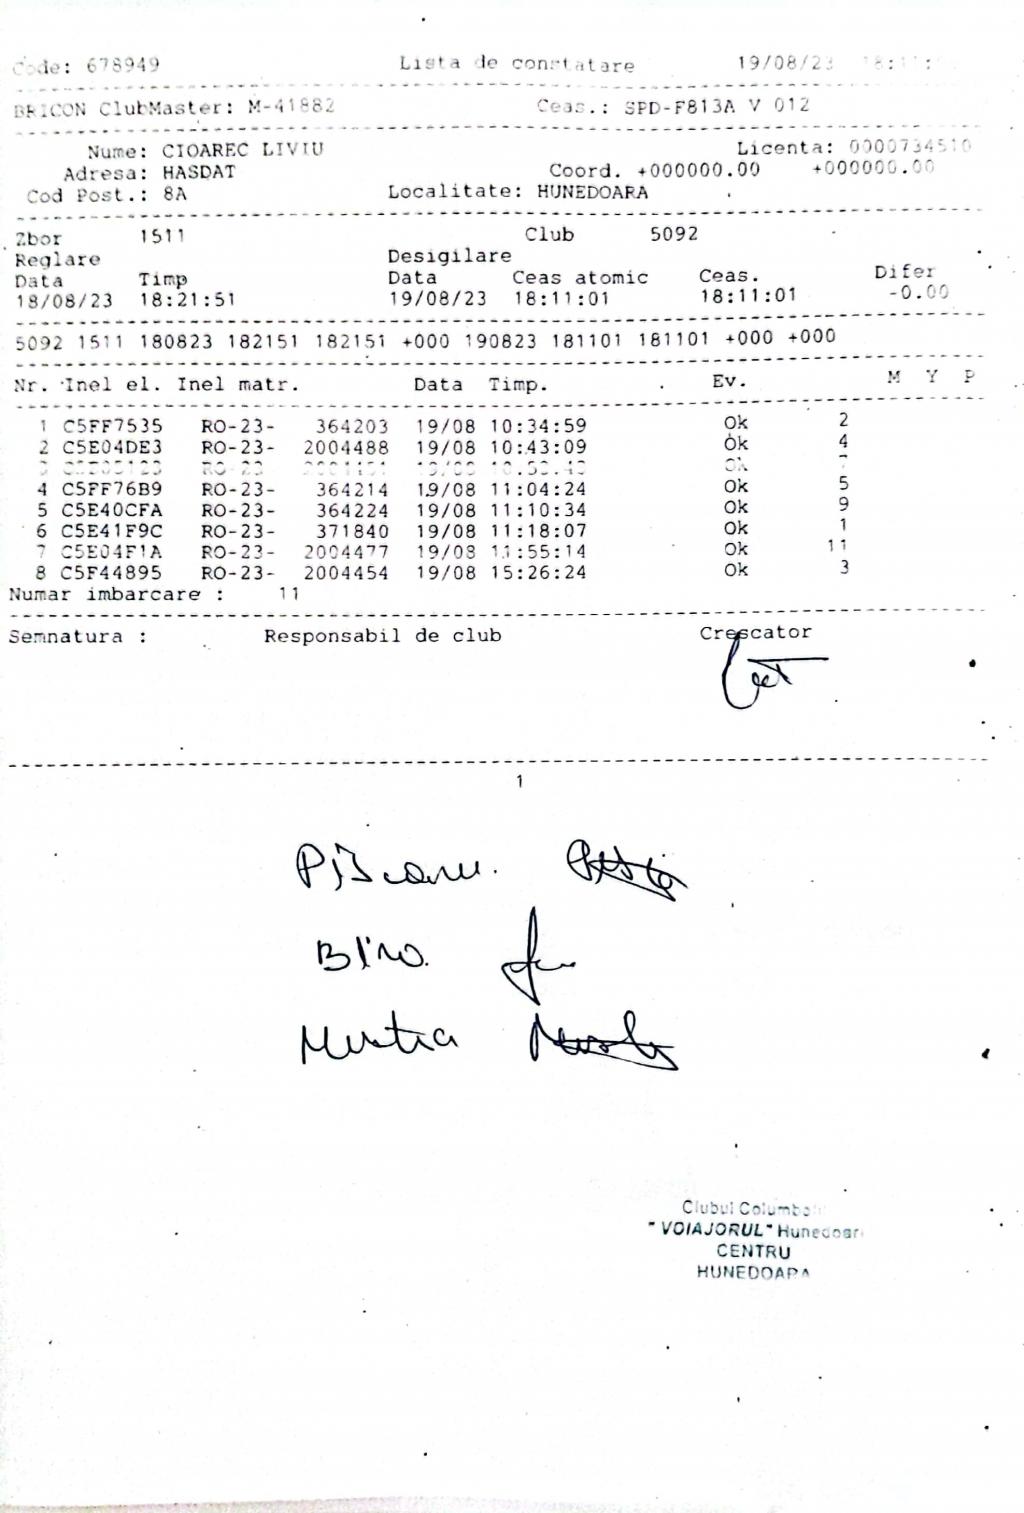 Code: 678949 Lista de constatare 19/08/23
BRICON ClubMaster: M-41882 Ceas.: SPD-F813A V 012
Nume: CIOAREC LIVIU Licenta: 0000734510
Adresa: HASDAT Coord. +000000.00 +000000.00
Cod Post.: 8A Localitate: HUNEDOARA
Zbor 1511 Club 5092
Reglare Desigilare
Data Timp Data Ceas atomic Ceas. Difer
18/08/23 18:21:51 19/08/23 18:11:01 18:11:01 -0.00
5092 1511 180823 182151 182151 +000 190823 181101 181101 +000 +000
Nr. Inel el. Inel matr. Data Timp. Ev. M Y P
1 C5FF7535 RO-23- 364203 19/08 10:34:59 Ok 2
2 C5E04DE3 RO-23- 2004488 19/08 10:43:09 Ok 4
3 RO-23- Ok
4 C5FF76B9 RO-23- 364214 19/08 11:04:24 Ok 5
5 C5E40CFA RO-23- 364224 19/08 11:10:34 Ok 9
6 C5E41F9C RO-23- 371840 19/08 11:18:07 Ok 1
7 C5E04F1A RO-23- 2004477 19/08 11:55:14 Ok 11
8 C5F44895 RO-23- 2004454 19/08 15:26:24 Ok 3
Numar imbarcare : 11
Semnatura : Responsabil de club Crescator
1
Clubul
"VOIAJORUL" Hunedoara
CENTRU
HUNEDOARA